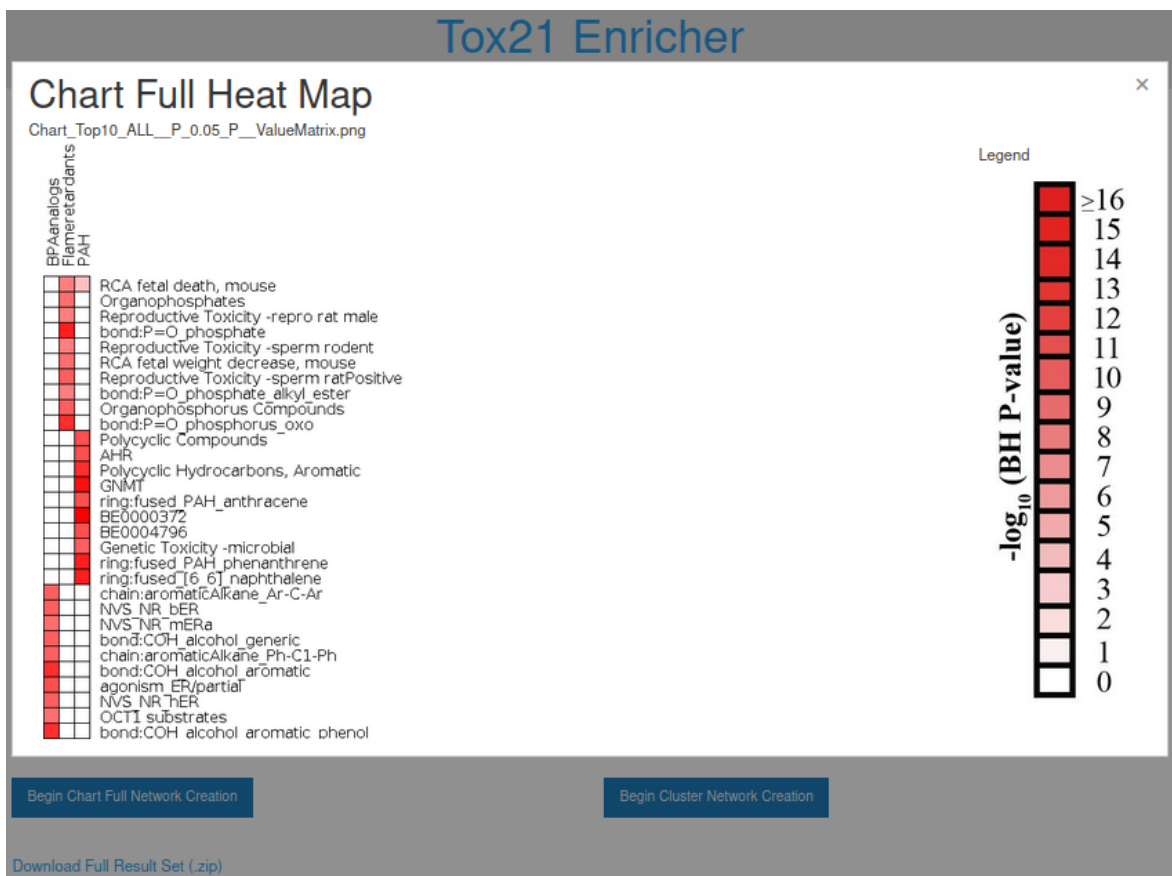 Tox21 Enricher
Chart Full Heat Map
×
Chart_Top10_ALL__P_0.05_P__ValueMatrix.png
BPAanalogs
Flameretardants
PAH
RCA fetal death, mouse
Organophosphates
Reproductive Toxicity -repro rat male
bond:P=O_phosphate
Reproductive Toxicity -sperm rodent
RCA fetal weight decrease, mouse
Reproductive Toxicity -sperm ratPositive
bond:P=O_phosphate_alkyl_ester
Organophosphorus Compounds
bond:P=O_phosphorus_oxo
Polycyclic Compounds
AHR
Polycyclic Hydrocarbons, Aromatic
GNMT
ring:fused_PAH_anthracene
BE0000372
BE0004796
Genetic Toxicity -microbial
ring:fused_PAH_phenanthrene
ring:fused_[6_6]_naphthalene
chain:aromaticAlkane_Ar-C-Ar
NVS_NR_bER
NVS_NR_mERa
bond:COH_alcohol_generic
chain:aromaticAlkane_Ph-C1-Ph
bond:COH_alcohol_aromatic
agonism_ER/partial
NVS_NR_hER
OCT1 substrates
bond:COH_alcohol_aromatic_phenol
Legend
-log10 (BH P-value)
≥16
15
14
13
12
11
10
9
8
7
6
5
4
3
2
1
0
Begin Chart Full Network Creation
Begin Cluster Network Creation
Download Full Result Set (.zip)